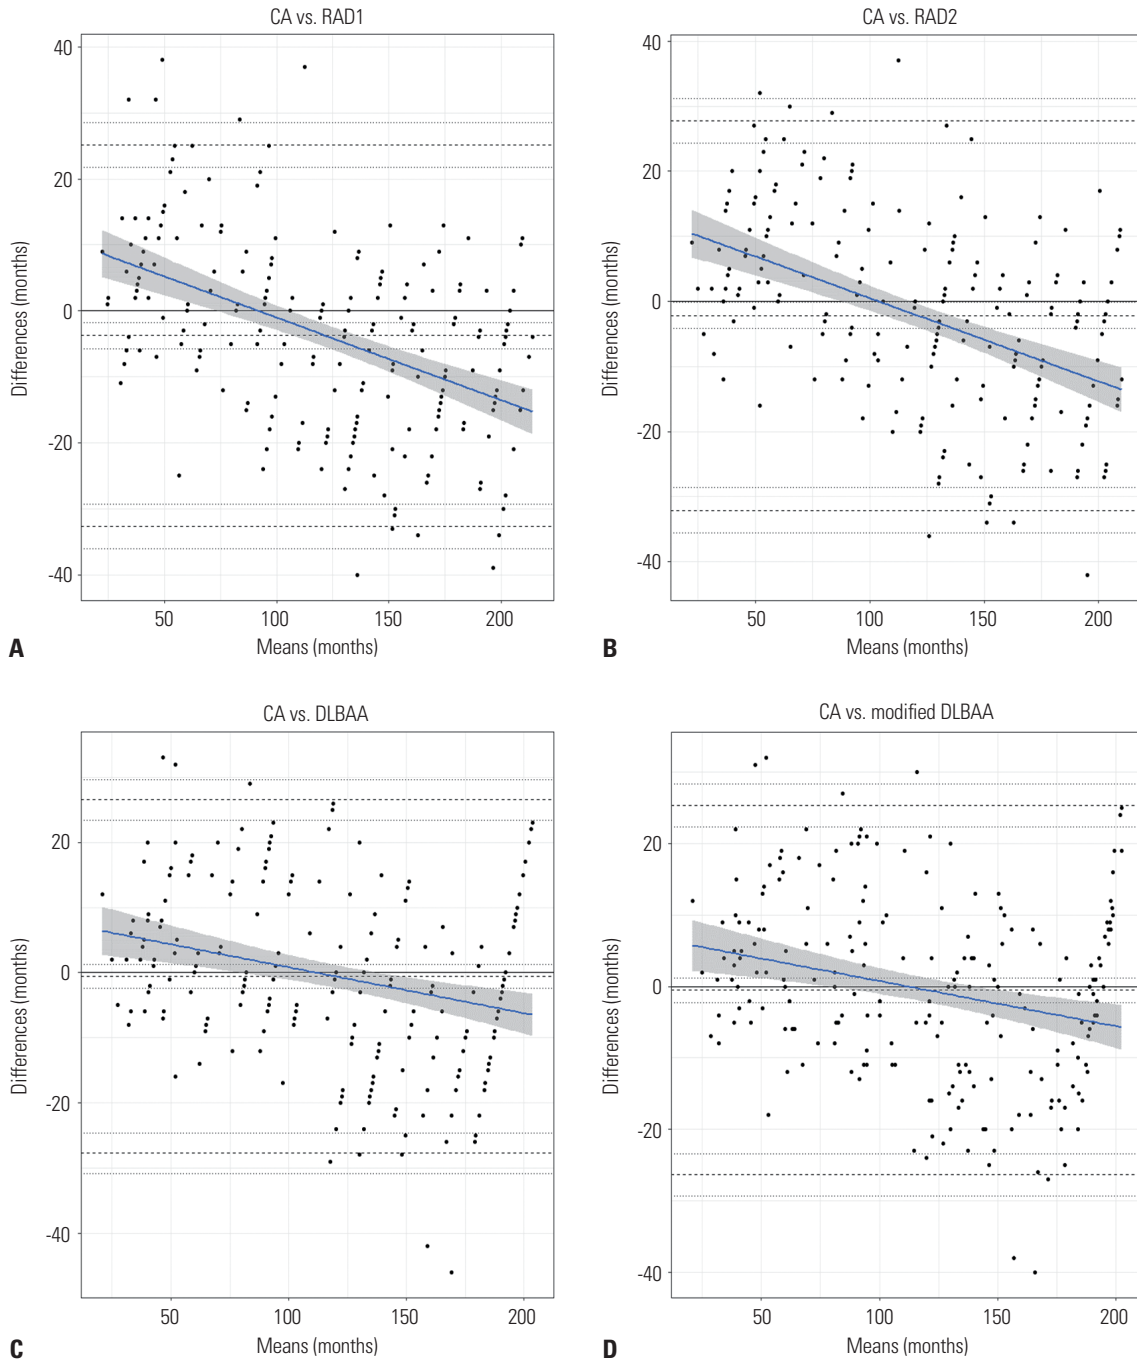 CA vs. RAD1
40
20
0
-20
-40
Differences (months)
50
100
150
200
Means (months)
A
CA vs. RAD2
40
20
0
-20
-40
Differences (months)
50
100
150
200
Means (months)
B
CA vs. DLBAA
20
0
-20
-40
Differences (months)
50
100
150
200
Means (months)
C
CA vs. modified DLBAA
20
0
-20
-40
Differences (months)
50
100
150
200
Means (months)
D